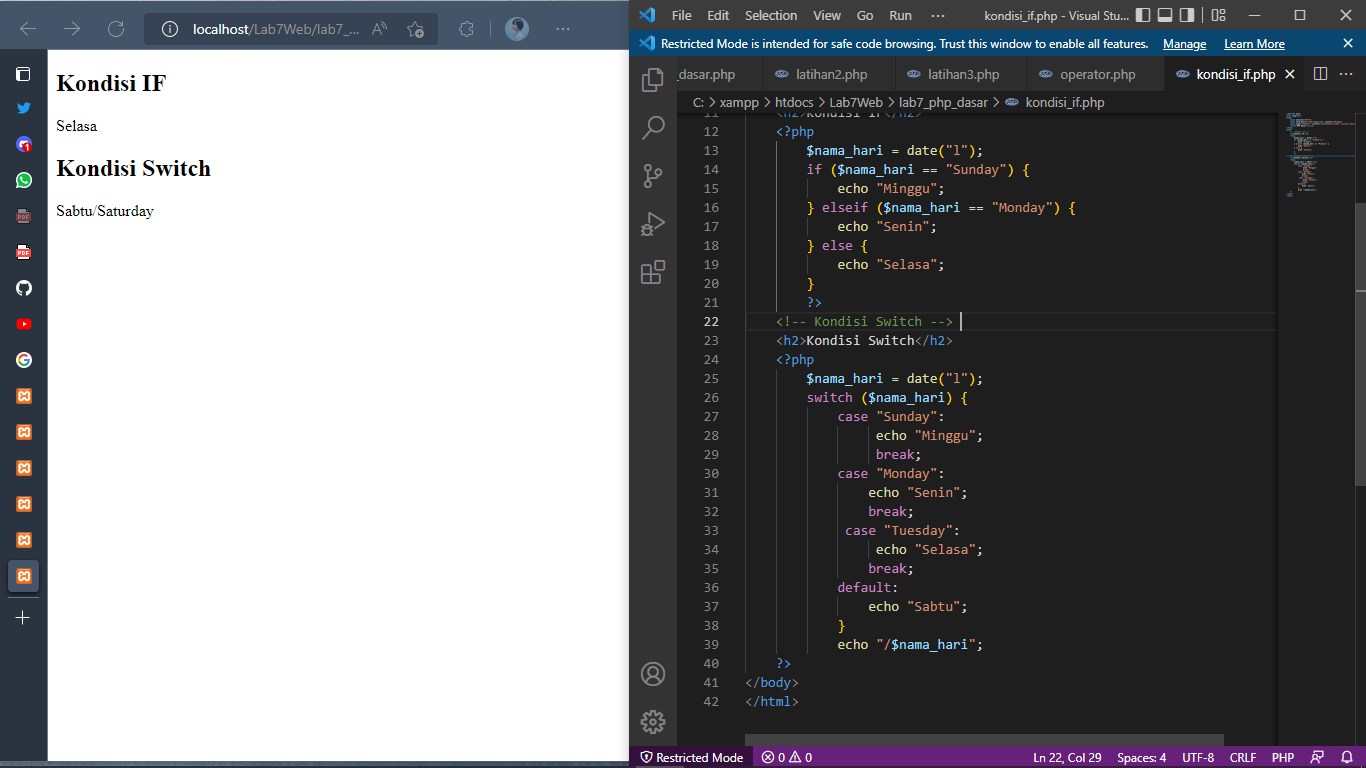 localhost/Lab7Web/lab7_...
Kondisi IF
Selasa
Kondisi Switch
Sabtu/Saturday
File Edit Selection View Go Run ··· kondisi_if.php - Visual Stu...
Restricted Mode is intended for safe code browsing. Trust this window to enable all features. Manage Learn More
_dasar.php latihan2.php latihan3.php operator.php kondisi_if.php
C: > xampp > htdocs > Lab7Web > lab7_php_dasar > kondisi_if.php
11 <h2>Kondisi If</h2>
12 <?php
13 $nama_hari = date("l");
14 if ($nama_hari == "Sunday") {
15 echo "Minggu";
16 } elseif ($nama_hari == "Monday") {
17 echo "Senin";
18 } else {
19 echo "Selasa";
20 }
21 ?>
22 <!-- Kondisi Switch -->
23 <h2>Kondisi Switch</h2>
24 <?php
25 $nama_hari = date("l");
26 switch ($nama_hari) {
27 case "Sunday":
28 echo "Minggu";
29 break;
30 case "Monday":
31 echo "Senin";
32 break;
33 case "Tuesday":
34 echo "Selasa";
35 break;
36 default:
37 echo "Sabtu";
38 }
39 echo "/$nama_hari";
40 ?>
41 </body>
42 </html>
Restricted Mode 0 0 Ln 22, Col 29 Spaces: 4 UTF-8 CRLF PHP